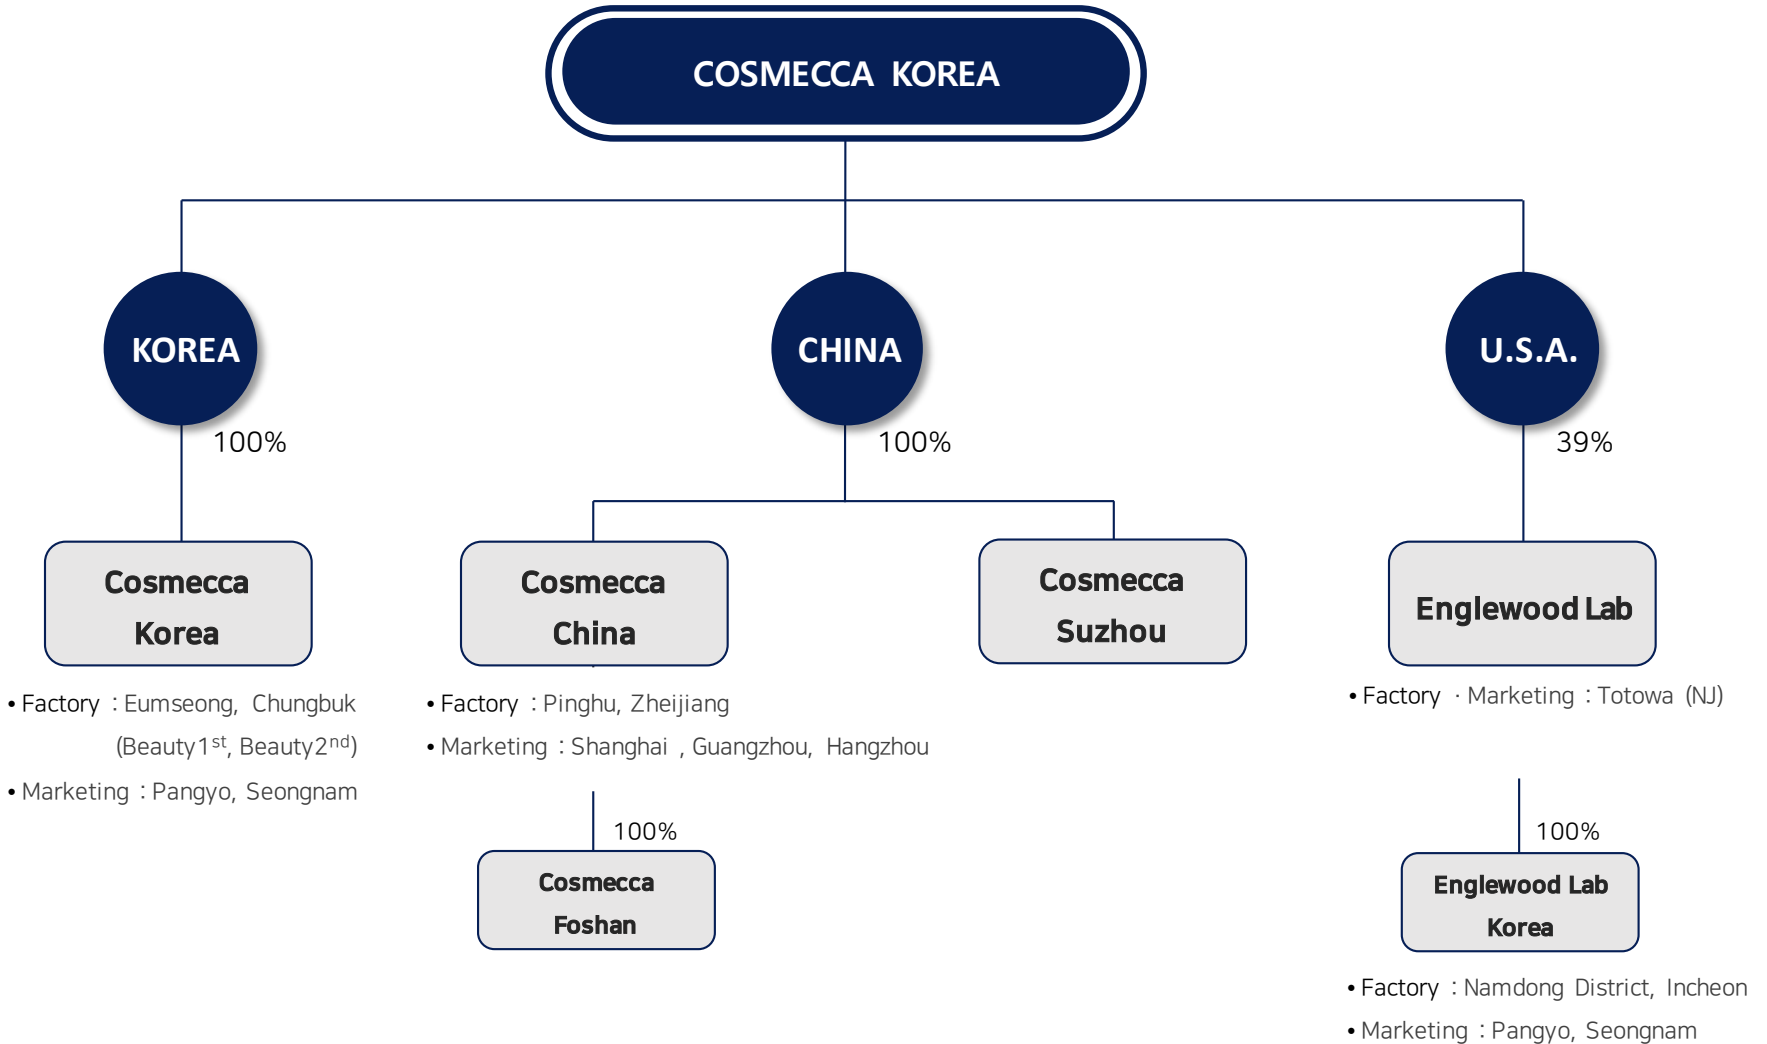 COSMECCA KOREA
KOREA
CHINA
U.S.A.
100%
100%
39%
Cosmecca
Korea
Cosmecca
China
Cosmecca
Suzhou
Englewood Lab
• Factory : Eumseong, Chungbuk
(Beauty1st, Beauty2nd)
• Marketing : Pangyo, Seongnam
• Factory : Pinghu, Zheijiang
• Marketing : Shanghai , Guangzhou, Hangzhou
• Factory · Marketing : Totowa (NJ)
100%
Cosmecca
Foshan
100%
Englewood Lab
Korea
• Factory : Namdong District, Incheon
• Marketing : Pangyo, Seongnam